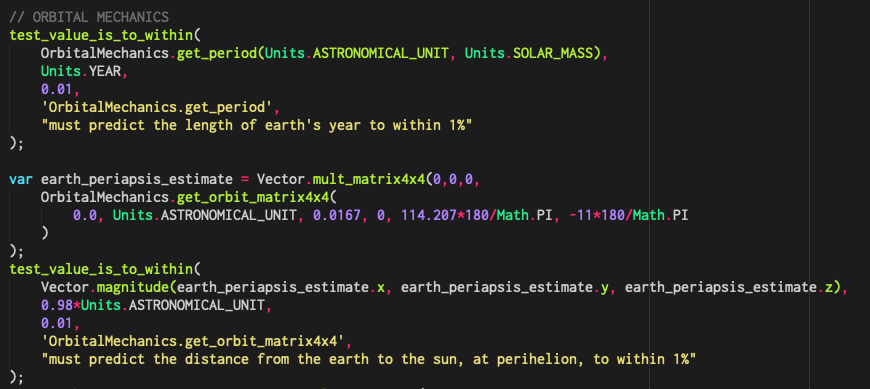 // ORBITAL MECHANICS
test_value_is_to_within(
    OrbitalMechanics.get_period(Units.ASTRONOMICAL_UNIT, Units.SOLAR_MASS),
    Units.YEAR,
    0.01,
    'OrbitalMechanics.get_period',
    "must predict the length of earth's year to within 1%"
);

var earth_periapsis_estimate = Vector.mult_matrix4x4(0,0,0,
    OrbitalMechanics.get_orbit_matrix4x4(
        0.0, Units.ASTRONOMICAL_UNIT, 0.0167, 0, 114.207*180/Math.PI, -11*180/Math.PI
    )
);
test_value_is_to_within(
    Vector.magnitude(earth_periapsis_estimate.x, earth_periapsis_estimate.y, earth_periapsis_estimate.z),
    0.98*Units.ASTRONOMICAL_UNIT,
    0.01,
    'OrbitalMechanics.get_orbit_matrix4x4',
    "must predict the distance from the earth to the sun, at perihelion, to within 1%"
);